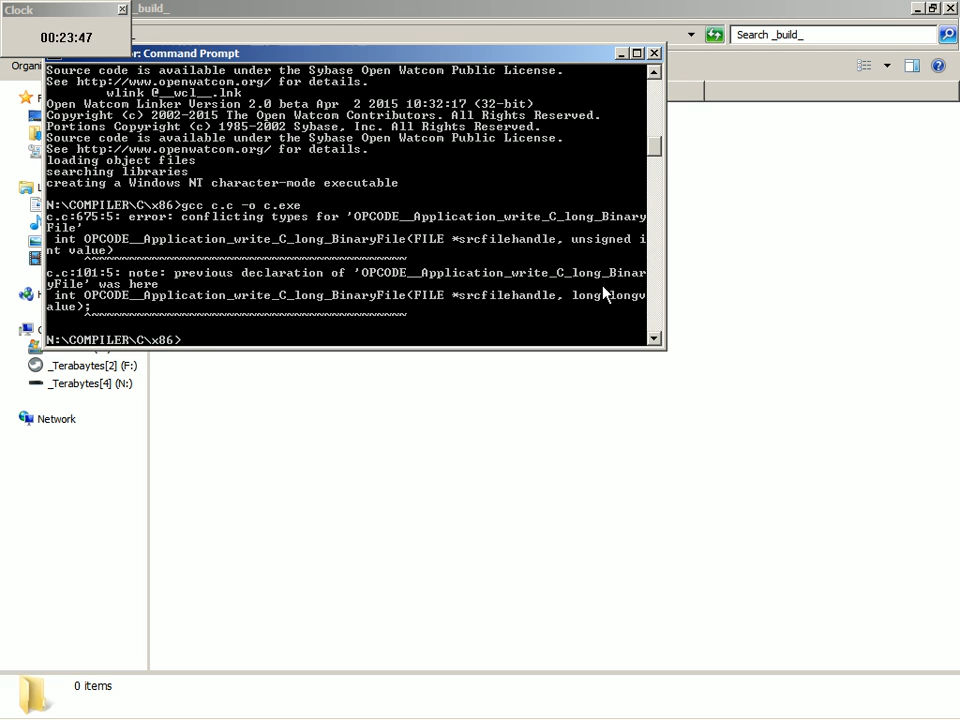 Clock
_build_
00:23:47
Search _build_
Organi
r: Command Prompt
Source code is available under the Sybase Open Watcom Public License.
See http://www.openwatcom.org/ for details.
wlink @__wcl__.lnk
Open Watcom Linker Version 2.0 beta Apr  2 2015 10:32:17 (32-bit)
Copyright (c) 2002-2015 The Open Watcom Contributors. All Rights Reserved.
Portions Copyright (c) 1985-2002 Sybase, Inc. All Rights Reserved.
Source code is available under the Sybase Open Watcom Public License.
See http://www.openwatcom.org/ for details.
loading object files
searching libraries
creating a Windows NT character-mode executable
N:\COMPILER\C\x86>gcc c.c -o c.exe
c.c:675:5: error: conflicting types for 'OPCODE__Application_write_C_long_Binary
File'
int OPCODE__Application_write_C_long_BinaryFile(FILE *srcfilehandle, unsigned i
nt value)
^~~~~~~~~~~~~~~~~~~~~~~~~~~~~~~~~~~~~~~~~~~
c.c:101:5: note: previous declaration of 'OPCODE__Application_write_C_long_Binar
yFile' was here
int OPCODE__Application_write_C_long_BinaryFile(FILE *srcfilehandle, long longv
alue);
^~~~~~~~~~~~~~~~~~~~~~~~~~~~~~~~~~~~~~~~~~~
N:\COMPILER\C\x86>
_Terabaytes[2] (F:)
_Terabytes[4] (N:)
Network
0 items